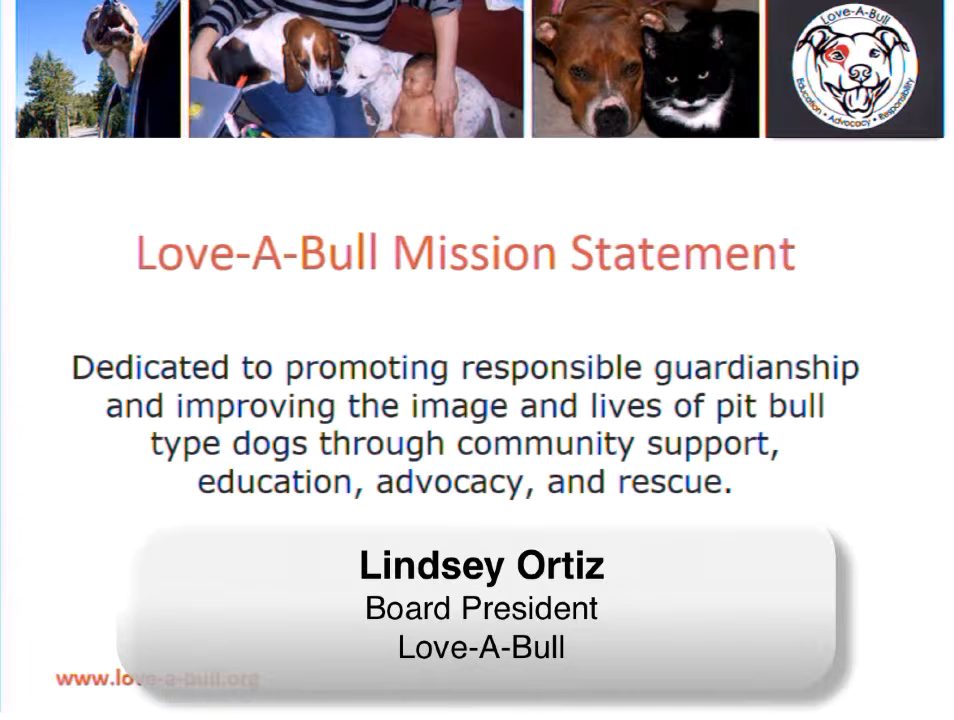 Love-A-Bull
Education • Advocacy • Responsibility
Love-A-Bull Mission Statement
Dedicated to promoting responsible guardianship
and improving the image and lives of pit bull
type dogs through community support,
education, advocacy, and rescue.
Lindsey Ortiz
Board President
Love-A-Bull
www.love-a-bull.org